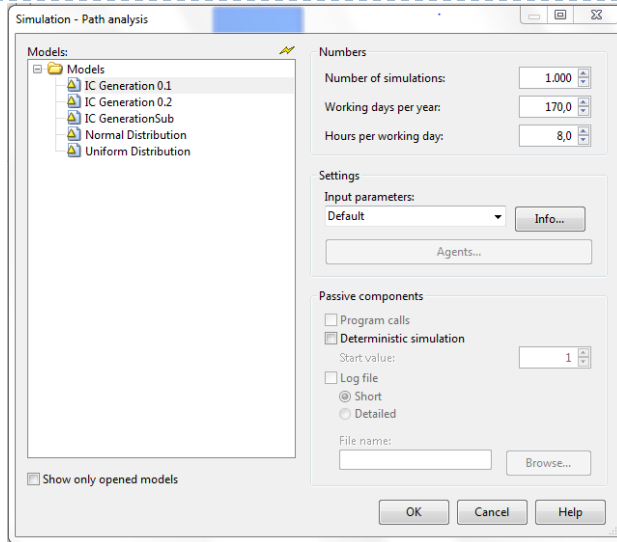 Simulation - Path analysis
Models:
Models
IC Generation 0.1
IC Generation 0.2
IC GenerationSub
Normal Distribution
Uniform Distribution
Show only opened models
Numbers
Number of simulations: 1.000
Working days per year: 170,0
Hours per working day: 8,0
Settings
Input parameters:
Default Info...
Agents...
Passive components
Program calls
Deterministic simulation
Start value: 1
Log file
Short
Detailed
File name:
Browse...
OK Cancel Help